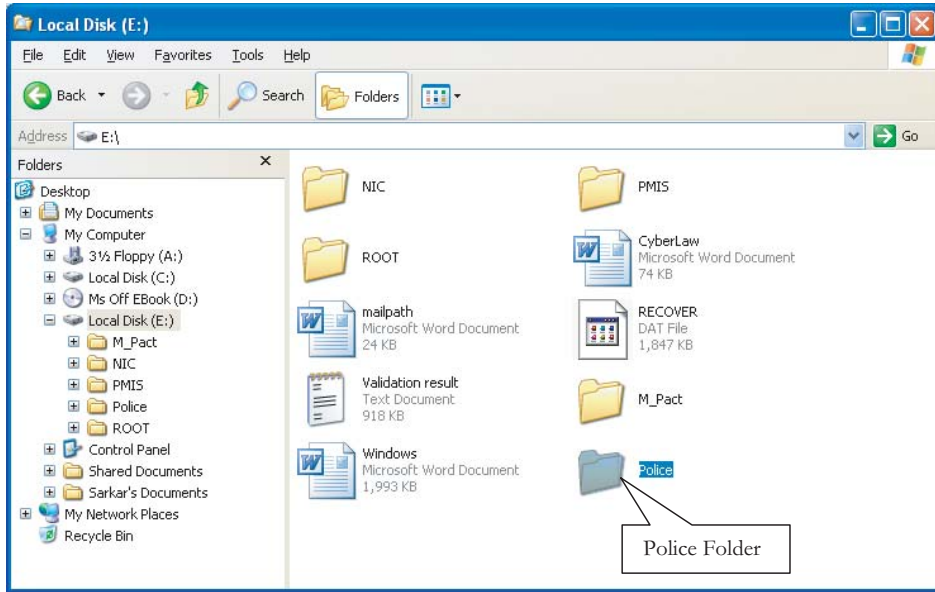 Local Disk (E:)
File Edit View Favorites Tools Help
Back Search Folders
Address E:\ Go
Folders x
Desktop
My Documents
My Computer
3½ Floppy (A:)
Local Disk (C:)
Ms Off EBook (D:)
Local Disk (E:)
M_Pact
NIC
PMIS
Police
ROOT
Control Panel
Shared Documents
Sarkar's Documents
My Network Places
Recycle Bin
NIC
PMIS
ROOT
CyberLaw
Microsoft Word Document
74 KB
mailpath
Microsoft Word Document
24 KB
RECOVER
DAT File
1,847 KB
Validation result
Text Document
918 KB
M_Pact
Windows
Microsoft Word Document
1,993 KB
Police
Police Folder